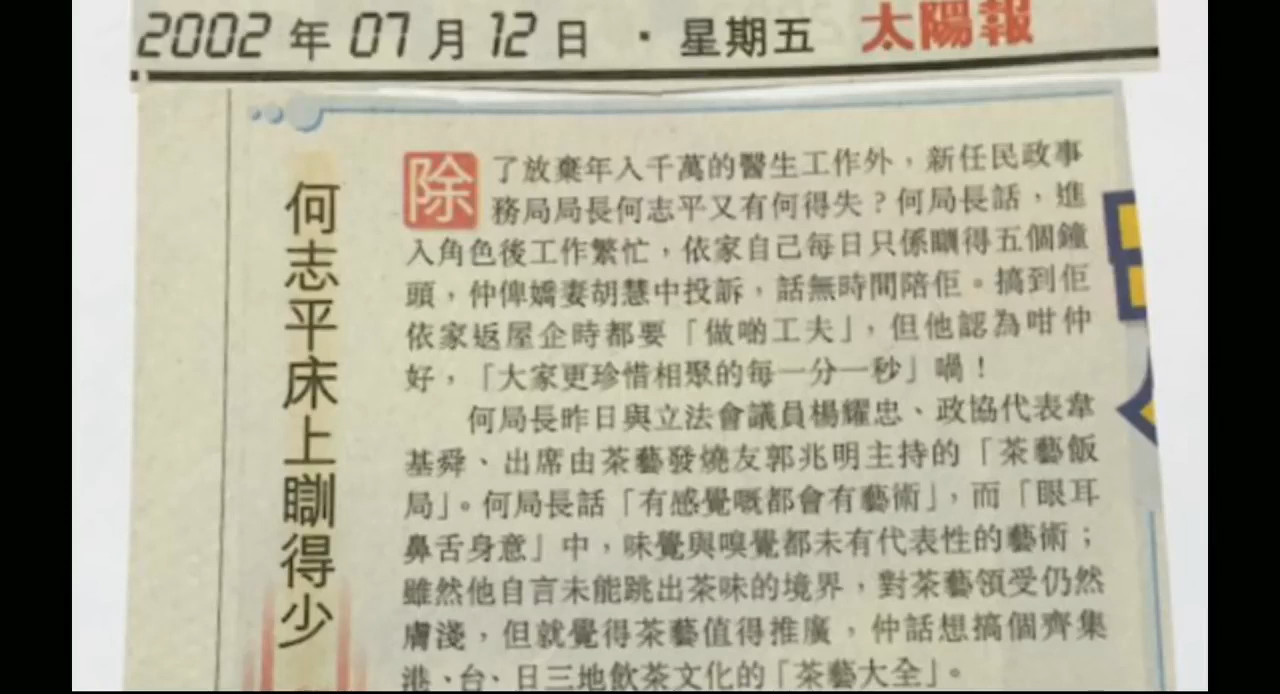 2002年07月12日·星期五 太陽報
何志平床上瞓得少
除了放棄年入千萬的醫生工作外，新任民政事
務局局長何志平又有何得失？何局長話，進
入角色後工作繁忙，依家自己每日只係瞓得五個鐘
頭，仲俾嬌妻胡慧中投訴，話無時間陪佢。搞到佢
依家返屋企時都要「做啲工夫」，但他認為咁仲
好，「大家更珍惜相聚的每一分一秒」喎！
何局長昨日與立法會議員楊耀忠、政協代表韋
基舜、出席由茶藝發燒友郭兆明主持的「茶藝飯
局」。何局長話「有感覺嘅都會有藝術」，而「眼耳
鼻舌身意」中，味覺與嗅覺都未有代表性的藝術；
雖然他自言未能跳出茶味的境界，對茶藝領受仍然
膚淺，但就覺得茶藝值得推廣，仲話想搞個齊集
港、台、日三地飲茶文化的「茶藝大全」。